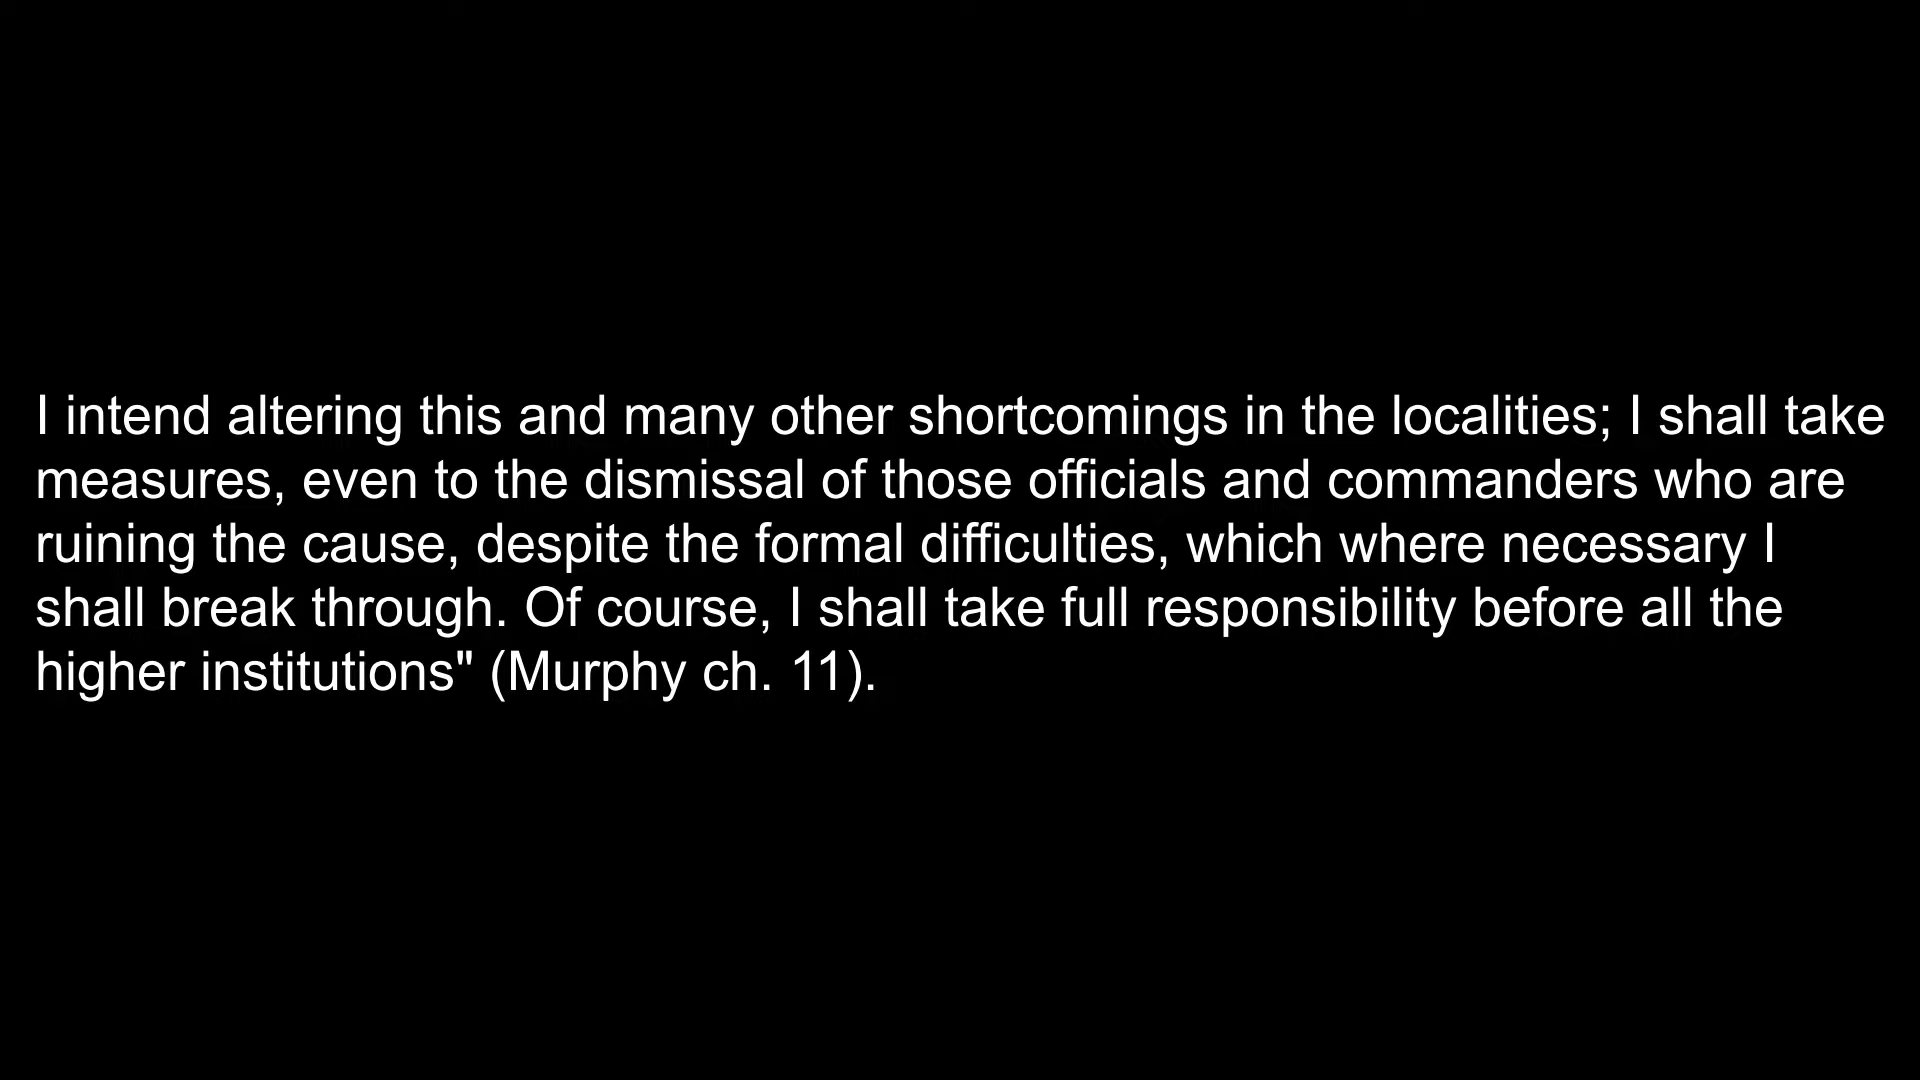 I intend altering this and many other shortcomings in the localities; I shall take
measures, even to the dismissal of those officials and commanders who are
ruining the cause, despite the formal difficulties, which where necessary I
shall break through. Of course, I shall take full responsibility before all the
higher institutions" (Murphy ch. 11).